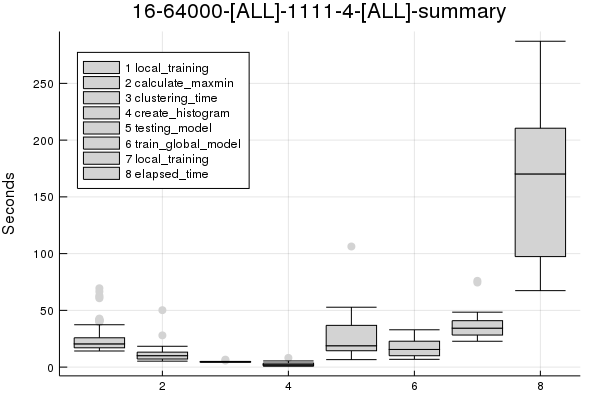 16-64000-[ALL]-1111-4-[ALL]-summary
1 local_training
2 calculate_maxmin
3 clustering_time
4 create_histogram
5 testing_model
6 train_global_model
7 local_training
8 elapsed_time
Seconds
250
200
150
100
50
0
2 4 6 8